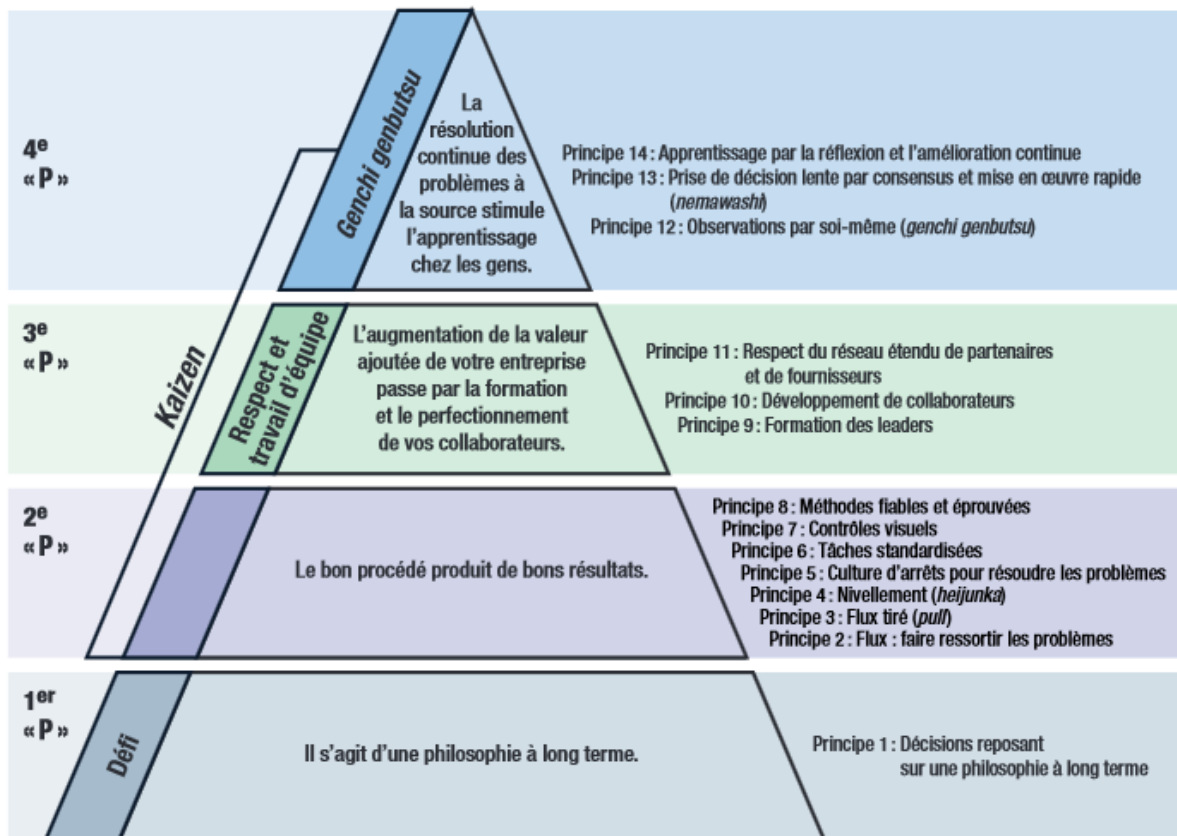 4e
« P »
Genchi genbutsu
La
résolution
continue des
problèmes à
la source stimule
l’apprentissage
chez les gens.
Principe 14 : Apprentissage par la réflexion et l’amélioration continue
Principe 13 : Prise de décision lente par consensus et mise en œuvre rapide
(nemawashi)
Principe 12 : Observations par soi-même (genchi genbutsu)
Kaizen
3e
« P »
Respect et
travail d’équipe
L’augmentation de la valeur
ajoutée de votre entreprise
passe par la formation
et le perfectionnement
de vos collaborateurs.
Principe 11 : Respect du réseau étendu de partenaires
et de fournisseurs
Principe 10 : Développement de collaborateurs
Principe 9 : Formation des leaders
2e
« P »
Le bon procédé produit de bons résultats.
Principe 8 : Méthodes fiables et éprouvées
Principe 7 : Contrôles visuels
Principe 6 : Tâches standardisées
Principe 5 : Culture d’arrêts pour résoudre les problèmes
Principe 4 : Nivellement (heijunka)
Principe 3 : Flux tiré (pull)
Principe 2 : Flux : faire ressortir les problèmes
1er
« P »
Défi
Il s’agit d’une philosophie à long terme.
Principe 1 : Décisions reposant
sur une philosophie à long terme